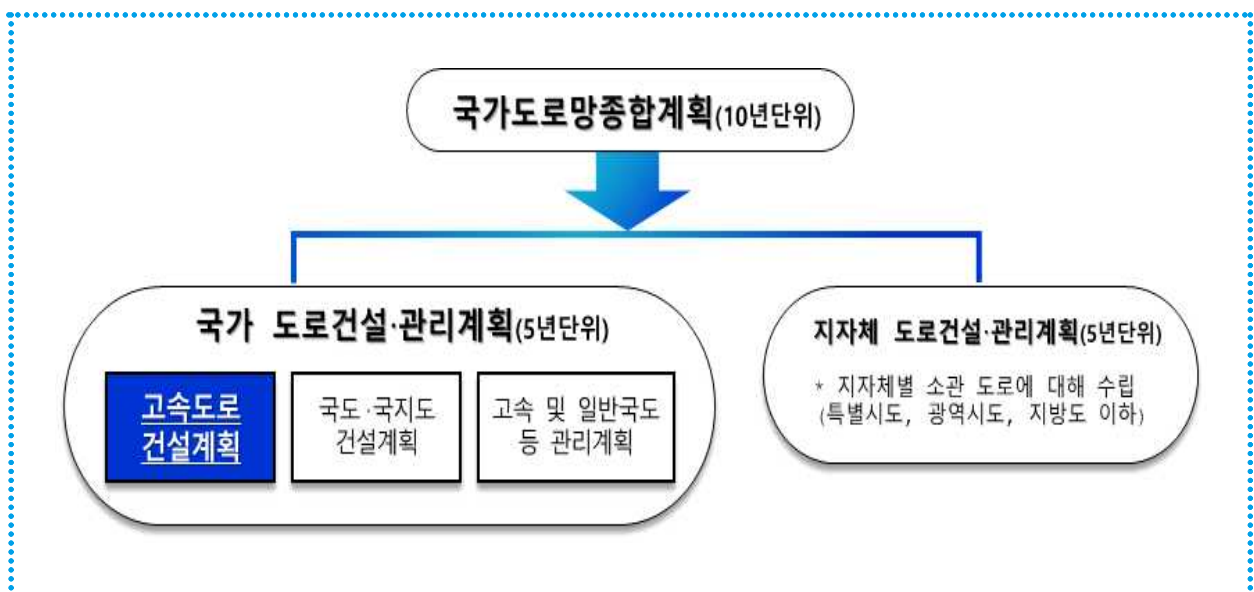 국가도로망종합계획(10년단위)
국가 도로건설·관리계획(5년단위)
고속도로
건설계획
국도·국지도
건설계획
고속 및 일반국도
등 관리계획
지자체 도로건설·관리계획(5년단위)
* 지자체별 소관 도로에 대해 수립
(특별시도, 광역시도, 지방도 이하)